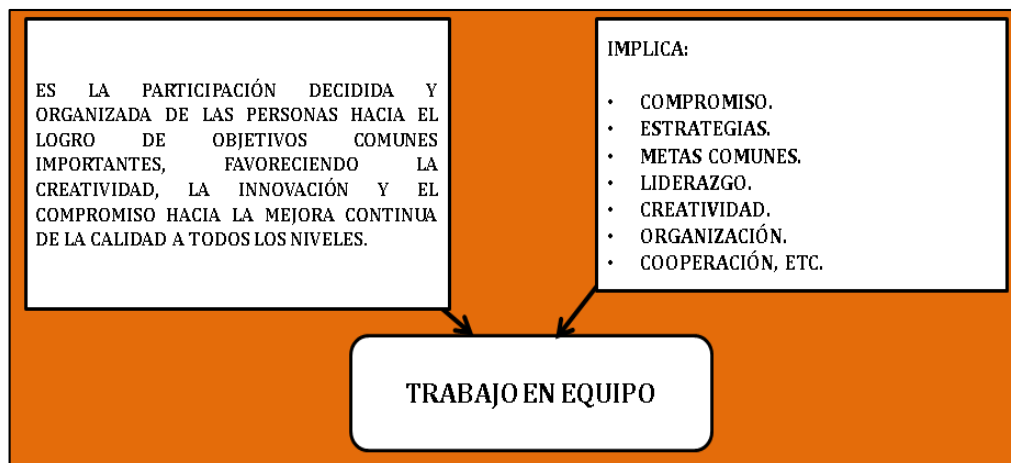 ES LA PARTICIPACIÓN DECIDIDA Y
ORGANIZADA DE LAS PERSONAS HACIA EL
LOGRO DE OBJETIVOS COMUNES
IMPORTANTES, FAVORECIENDO LA
CREATIVIDAD, LA INNOVACIÓN Y EL
COMPROMISO HACIA LA MEJORA CONTINUA
DE LA CALIDAD A TODOS LOS NIVELES.
IMPLICA:
• COMPROMISO.
• ESTRATEGIAS.
• METAS COMUNES.
• LIDERAZGO.
• CREATIVIDAD.
• ORGANIZACIÓN.
• COOPERACIÓN, ETC.
TRABAJO EN EQUIPO